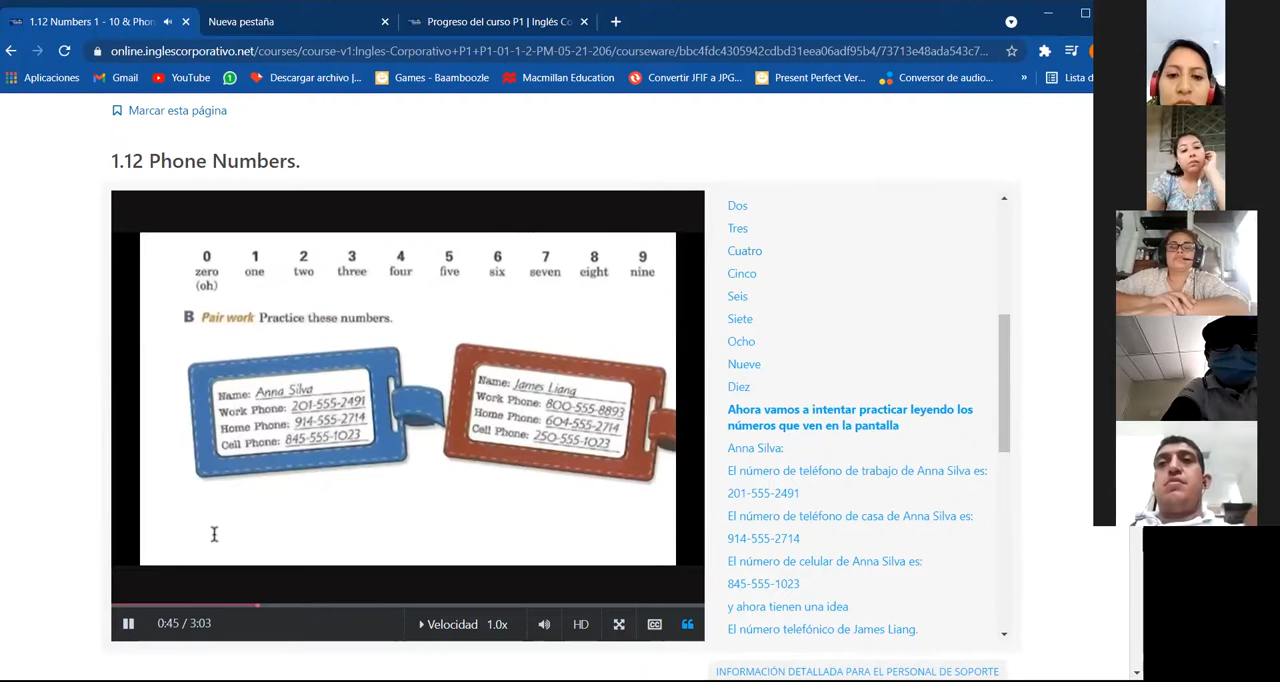 1.12 Numbers 1 - 10 & Phon
Nueva pestaña
Progreso del curso P1 | Inglés Co
online.inglescorporativo.net/courses/course-v1:Ingles-Corporativo+P1+P1-01-1-2-PM-05-21-206/courseware/bbc4fdc4305942cdbd31eea06adf95b4/73713e48ada543c7...
Aplicaciones
Gmail
YouTube
Descargar archivo |...
Games - Baamboozle
Macmillan Education
Convertir JFIF a JPG...
Present Perfect Ver...
Conversor de audio...
»
Lista d
Marcar esta página
1.12 Phone Numbers.
0 1 2 3 4 5 6 7 8 9
zero one two three four five six seven eight nine
(oh)
B Pair work Practice these numbers.
Name: Anna Silva
Work Phone: 201-555-2491
Home Phone: 914-555-2714
Cell Phone: 845-555-1023
Name: James Liang
Work Phone: 800-555-8893
Home Phone: 604-555-2714
Cell Phone: 250-555-1023
0:45 / 3:03
Velocidad 1.0x
HD
Dos
Tres
Cuatro
Cinco
Seis
Siete
Ocho
Nueve
Diez
Ahora vamos a intentar practicar leyendo los
números que ven en la pantalla
Anna Silva:
El número de teléfono de trabajo de Anna Silva es:
201-555-2491
El número de teléfono de casa de Anna Silva es:
914-555-2714
El número de celular de Anna Silva es:
845-555-1023
y ahora tienen una idea
El número telefónico de James Liang.
INFORMACIÓN DETALLADA PARA EL PERSONAL DE SOPORTE